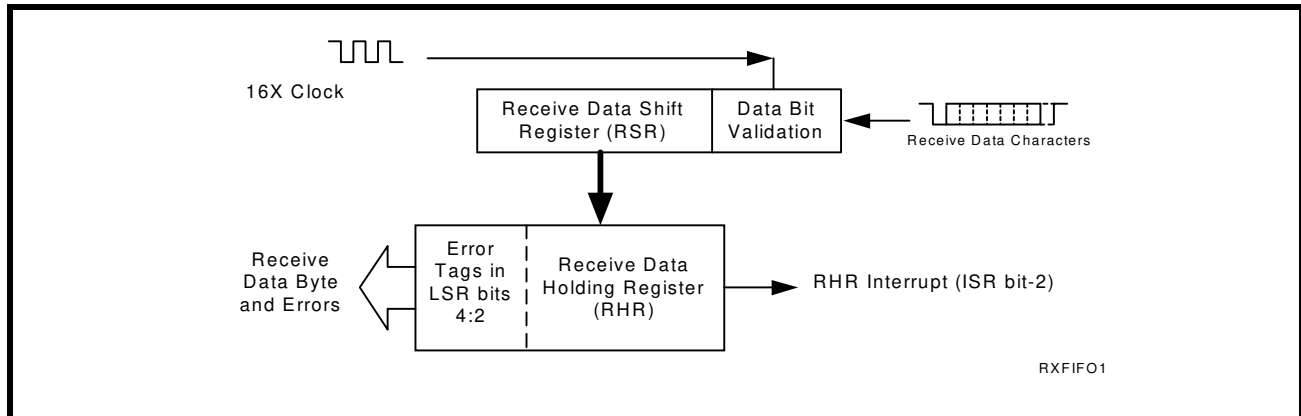 16X Clock
Receive Data Shift
Register (RSR)
Data Bit
Validation
Receive Data Characters
Receive
Data Byte
and Errors
Error
Tags in
LSR bits
4:2
Receive Data
Holding Register
(RHR)
RHR Interrupt (ISR bit-2)
RXFIFO1